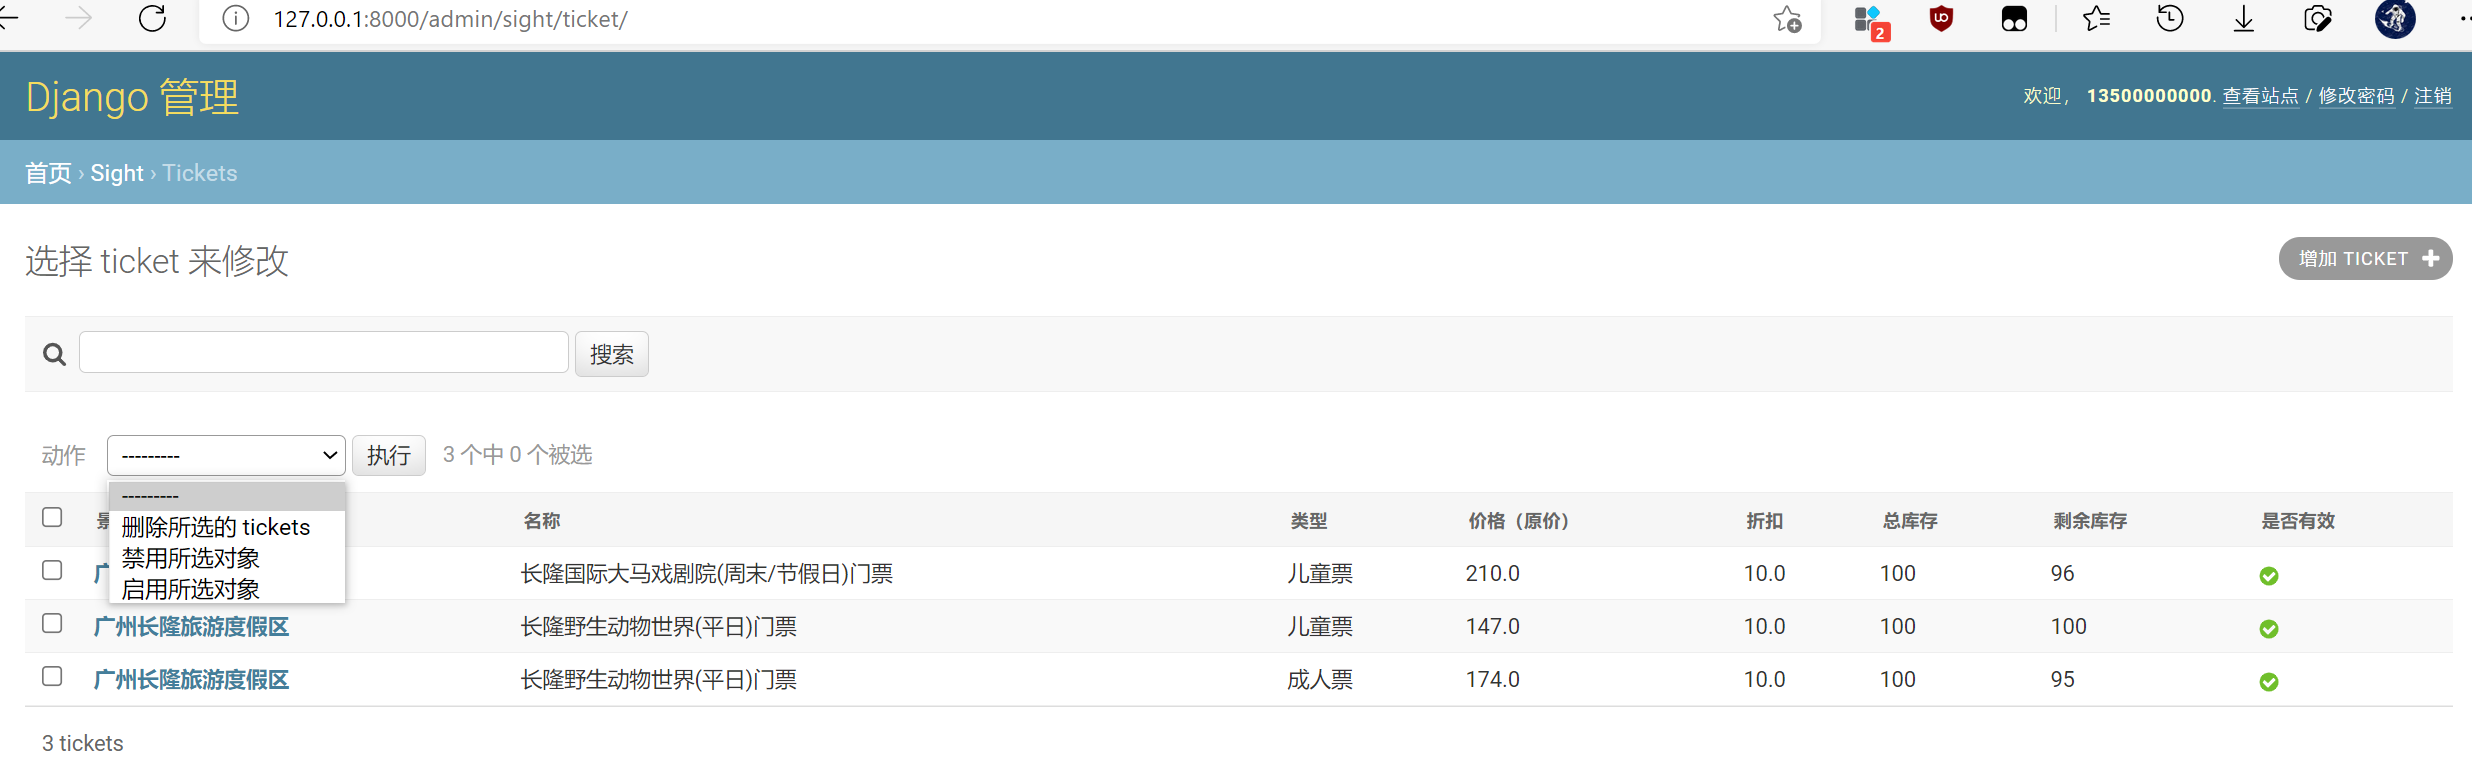 127.0.0.1:8000/admin/sight/ticket/
2
Django 管理
欢迎， 13500000000. 查看站点 / 修改密码 / 注销
首页 › Sight › Tickets
选择 ticket 来修改
增加 TICKET
搜索
动作 --------- 执行 3 个中 0 个被选
---------
删除所选的 tickets
禁用所选对象
启用所选对象
名称 类型 价格（原价） 折扣 总库存 剩余库存 是否有效
长隆国际大马戏剧院(周末/节假日)门票 儿童票 210.0 10.0 100 96
广州长隆旅游度假区 长隆野生动物世界(平日)门票 儿童票 147.0 10.0 100 100
广州长隆旅游度假区 长隆野生动物世界(平日)门票 成人票 174.0 10.0 100 95
3 tickets